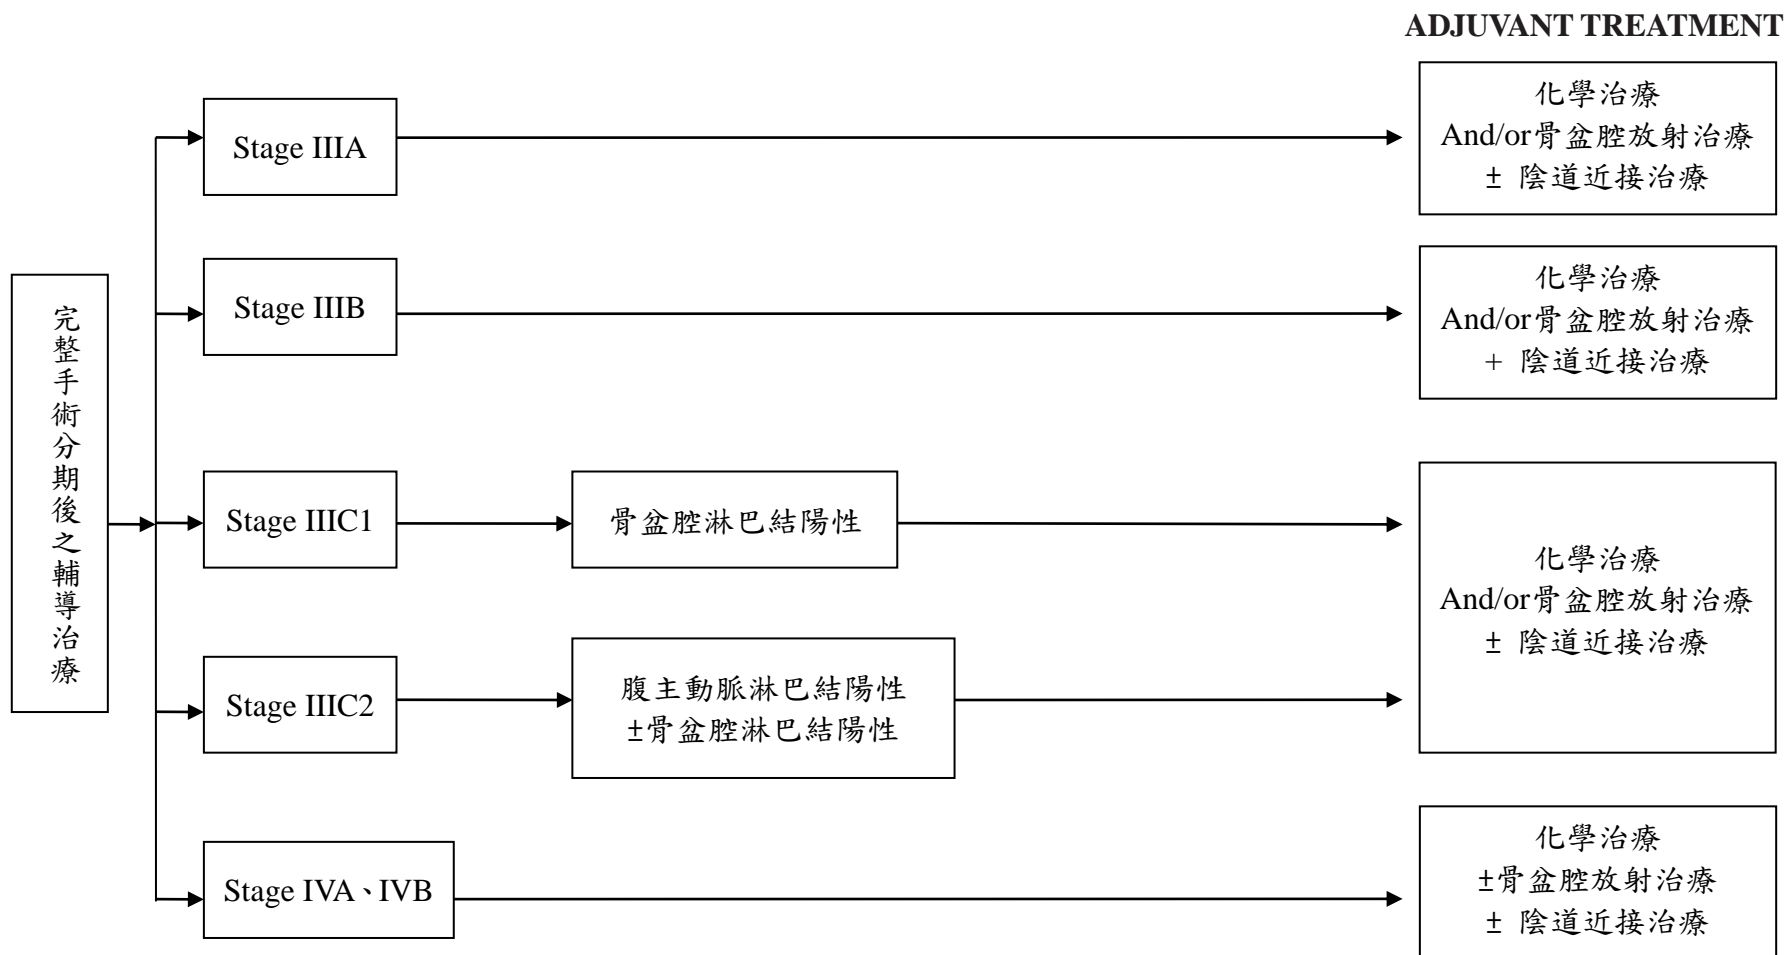 ADJUVANT TREATMENT
完整手術分期後之輔導治療
Stage IIIA
化學治療
And/or骨盆腔放射治療
± 陰道近接治療
Stage IIIB
化學治療
And/or骨盆腔放射治療
+ 陰道近接治療
Stage IIIC1
骨盆腔淋巴結陽性
Stage IIIC2
腹主動脈淋巴結陽性
±骨盆腔淋巴結陽性
化學治療
And/or骨盆腔放射治療
± 陰道近接治療
Stage IVA、IVB
化學治療
±骨盆腔放射治療
± 陰道近接治療